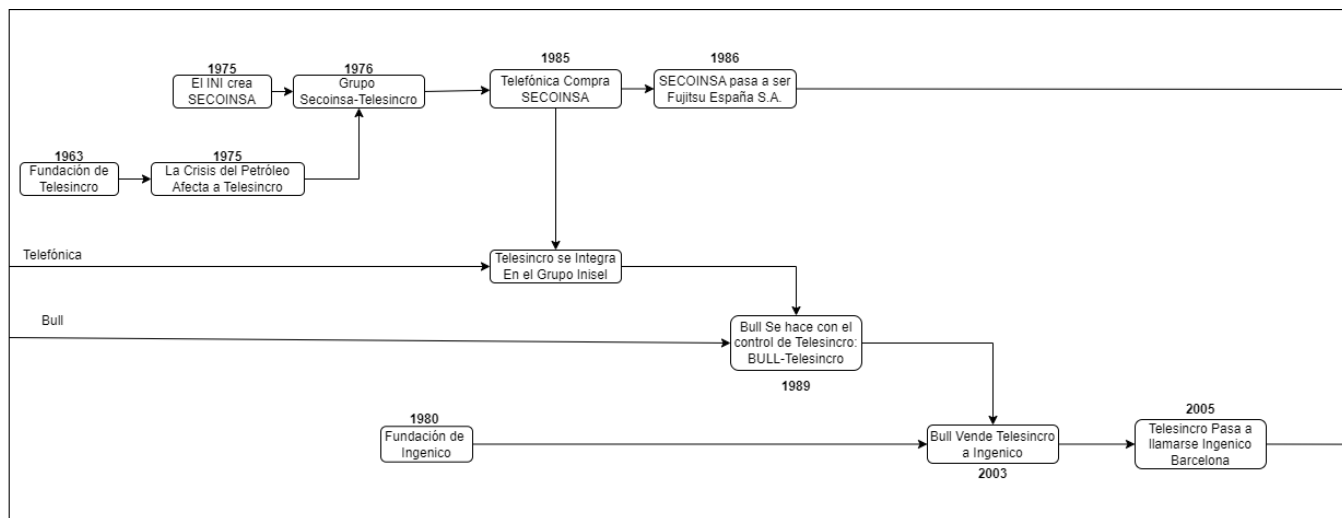 1975
El INI crea
SECOINSA
1976
Grupo
Secoinsa-Telesincro
1985
Telefónica Compra
SECOINSA
1986
SECOINSA pasa a ser
Fujitsu España S.A.
1963
Fundación de
Telesincro
1975
La Crisis del Petróleo
Afecta a Telesincro
Telefónica
Telesincro se Integra
En el Grupo Inisel
Bull
Bull Se hace con el
control de Telesincro:
BULL-Telesincro
1989
1980
Fundación de
Ingenico
Bull Vende Telesincro
a Ingenico
2003
2005
Telesincro Pasa a
llamarse Ingenico
Barcelona